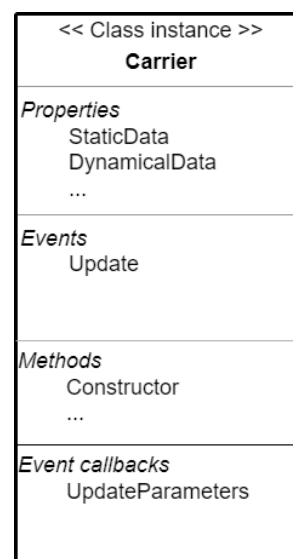 << Class instance >>
Carrier
Properties
StaticData
DynamicalData
...
Events
Update
Methods
Constructor
...
Event callbacks
UpdateParameters